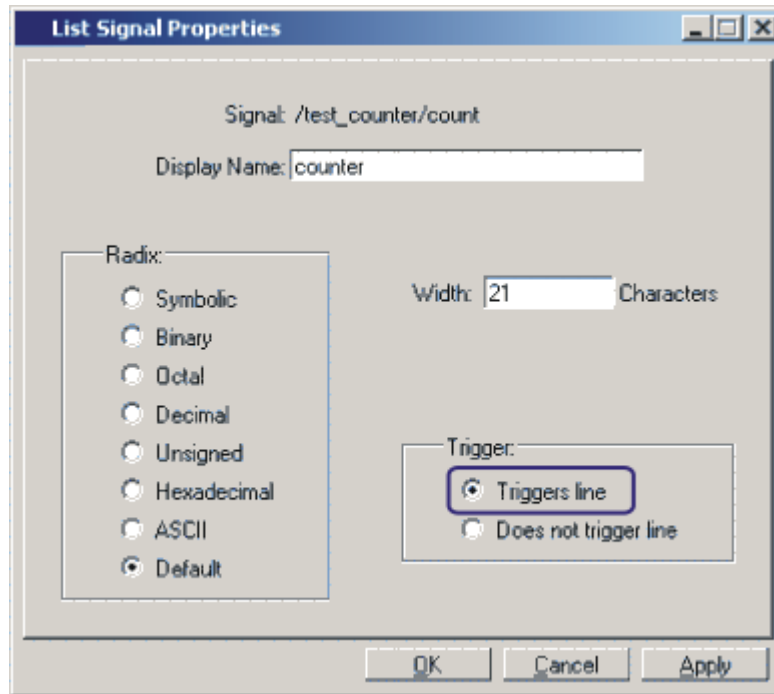 List Signal Properties
Signal: /test_counter/count
Display Name: counter
Radix:
Symbolic
Binary
Octal
Decimal
Unsigned
Hexadecimal
ASCII
Default
Width: 21 Characters
Trigger:
Triggers line
Does not trigger line
OK Cancel Apply